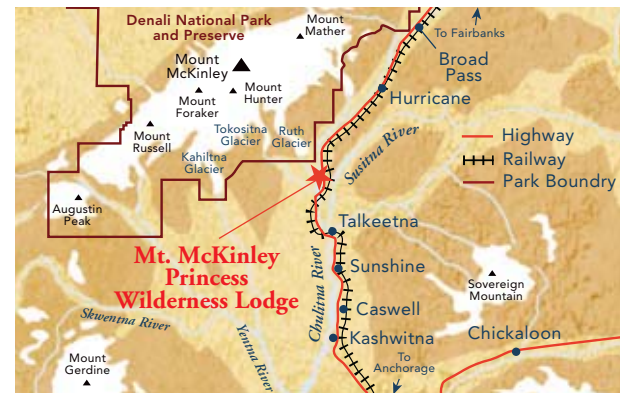 Denali National Park
and Preserve
Mount
Mather
To Fairbanks
Mount
McKinley
Broad
Pass
Mount
Foraker
Mount
Hunter
Hurricane
Tokositna
Glacier
Ruth
Glacier
Mount
Russell
Kahiltna
Glacier
Susitna River
Highway
Railway
Park Boundry
Augustin
Peak
Talkeetna
Mt. McKinley
Princess
Wilderness Lodge
Chulitna River
Sunshine
Sovereign
Mountain
Skwentna River
Yentna River
Caswell
Kashwitna
Chickaloon
To
Anchorage
Mount
Gerdine